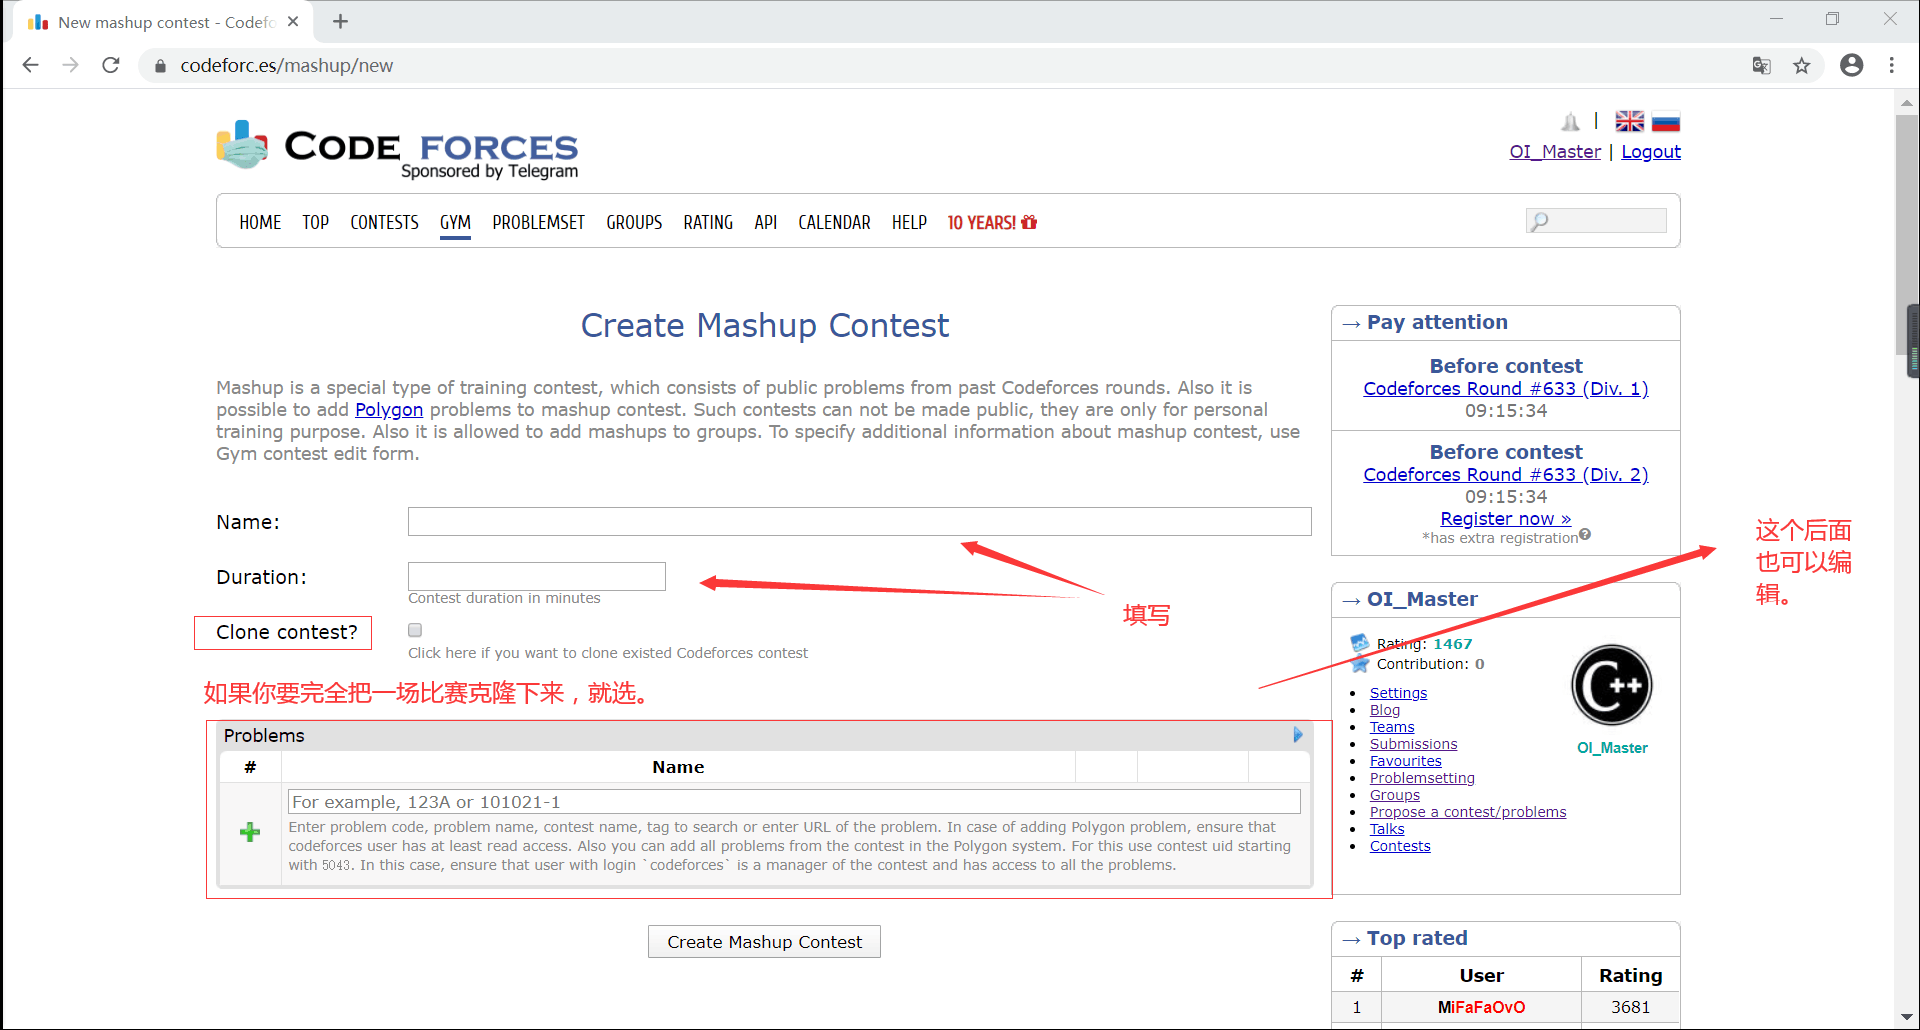 New mashup contest - Codefo
codeforc.es/mashup/new
CODE FORCES
Sponsored by Telegram
OI_Master | Logout
HOME TOP CONTESTS GYM PROBLEMSET GROUPS RATING API CALENDAR HELP 10 YEARS!
Create Mashup Contest
Mashup is a special type of training contest, which consists of public problems from past Codeforces rounds. Also it is
possible to add Polygon problems to mashup contest. Such contests can not be made public, they are only for personal
training purpose. Also it is allowed to add mashups to groups. To specify additional information about mashup contest, use
Gym contest edit form.
Name:
Duration:
Contest duration in minutes
填写
Clone contest?
Click here if you want to clone existed Codeforces contest
如果你要完全把一场比赛克隆下来，就选。
Problems
# Name
For example, 123A or 101021-1
Enter problem code, problem name, contest name, tag to search or enter URL of the problem. In case of adding Polygon problem, ensure that
codeforces user has at least read access. Also you can add all problems from the contest in the Polygon system. For this use contest uid starting
with 5043. In this case, ensure that user with login `codeforces` is a manager of the contest and has access to all the problems.
Create Mashup Contest
→ Pay attention
Before contest
Codeforces Round #633 (Div. 1)
09:15:34
Before contest
Codeforces Round #633 (Div. 2)
09:15:34
Register now »
*has extra registration?
这个后面
也可以编
辑。
→ OI_Master
Rating: 1467
Contribution: 0
Settings
Blog
Teams
Submissions
Favourites
Problemsetting
Groups
Propose a contest/problems
Talks
Contests
C++
OI_Master
→ Top rated
# User Rating
1 MiFaFaOvO 3681